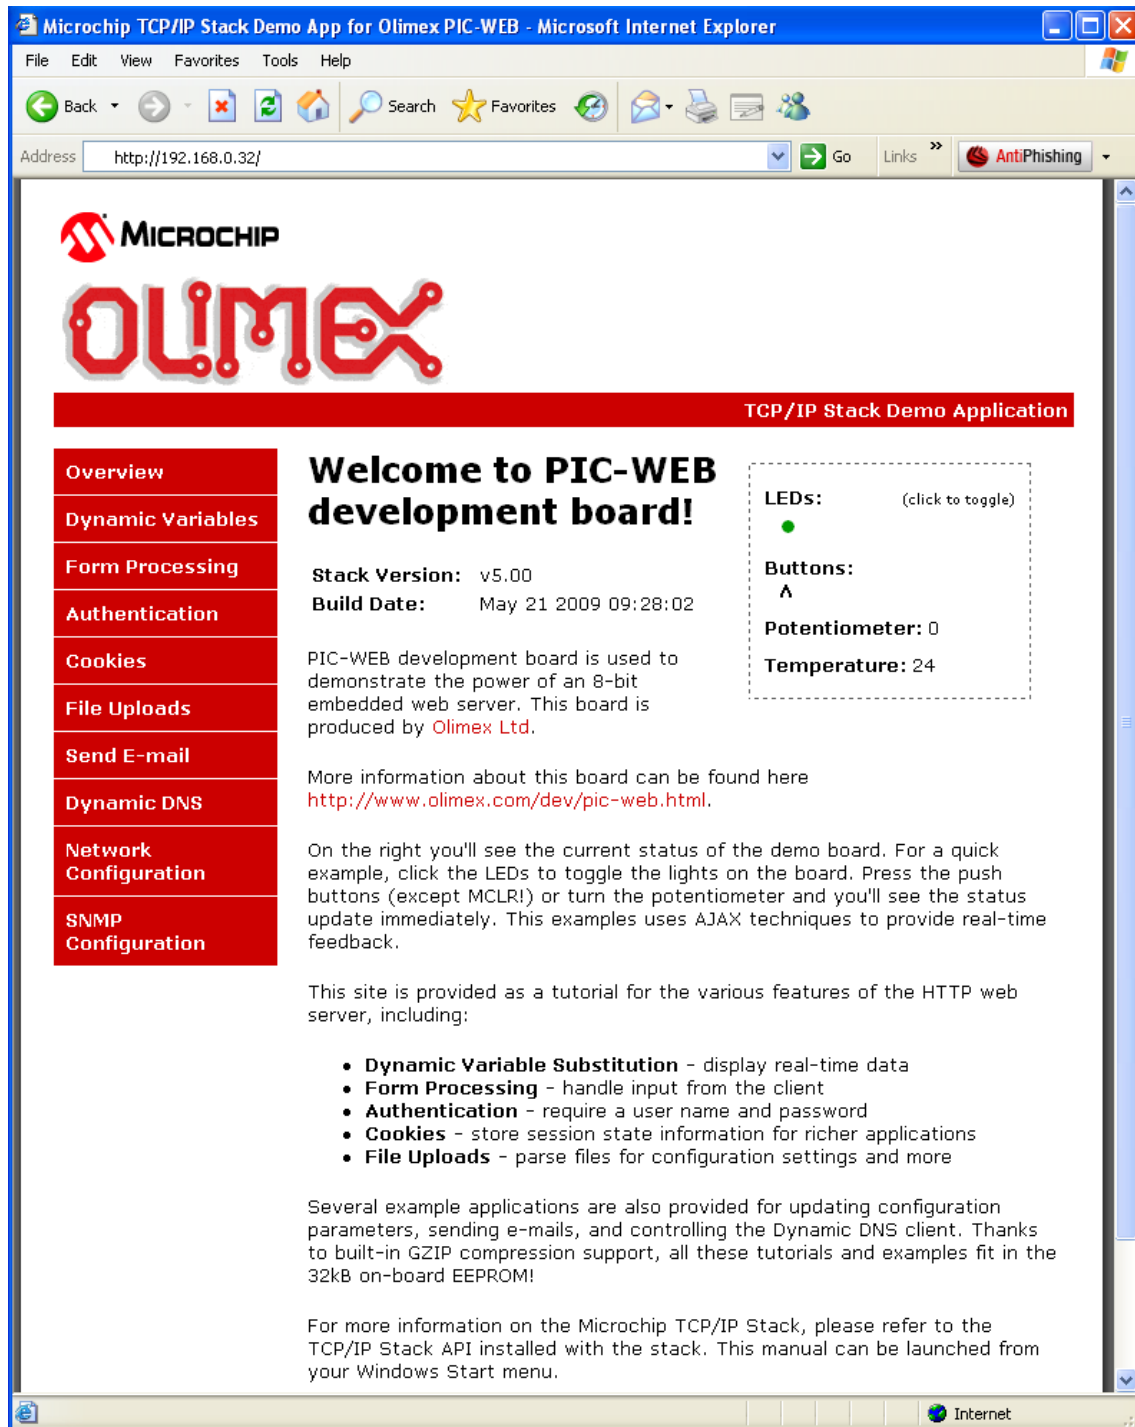 Microchip TCP/IP Stack Demo App for Olimex PIC-WEB - Microsoft Internet Explorer
File Edit View Favorites Tools Help
Back Search Favorites
Address http://192.168.0.32/ Go Links » AntiPhishing
MICROCHIP
OLIMEX
TCP/IP Stack Demo Application
Overview
Dynamic Variables
Form Processing
Authentication
Cookies
File Uploads
Send E-mail
Dynamic DNS
Network
Configuration
SNMP
Configuration
Welcome to PIC-WEB
development board!
Stack Version: v5.00
Build Date: May 21 2009 09:28:02
LEDs: (click to toggle)
Buttons:
Λ
Potentiometer: 0
Temperature: 24
PIC-WEB development board is used to
demonstrate the power of an 8-bit
embedded web server. This board is
produced by Olimex Ltd.
More information about this board can be found here
http://www.olimex.com/dev/pic-web.html.
On the right you'll see the current status of the demo board. For a quick
example, click the LEDs to toggle the lights on the board. Press the push
buttons (except MCLR!) or turn the potentiometer and you'll see the status
update immediately. This examples uses AJAX techniques to provide real-time
feedback.
This site is provided as a tutorial for the various features of the HTTP web
server, including:
• Dynamic Variable Substitution - display real-time data
• Form Processing - handle input from the client
• Authentication - require a user name and password
• Cookies - store session state information for richer applications
• File Uploads - parse files for configuration settings and more
Several example applications are also provided for updating configuration
parameters, sending e-mails, and controlling the Dynamic DNS client. Thanks
to built-in GZIP compression support, all these tutorials and examples fit in the
32kB on-board EEPROM!
For more information on the Microchip TCP/IP Stack, please refer to the
TCP/IP Stack API installed with the stack. This manual can be launched from
your Windows Start menu.
Internet